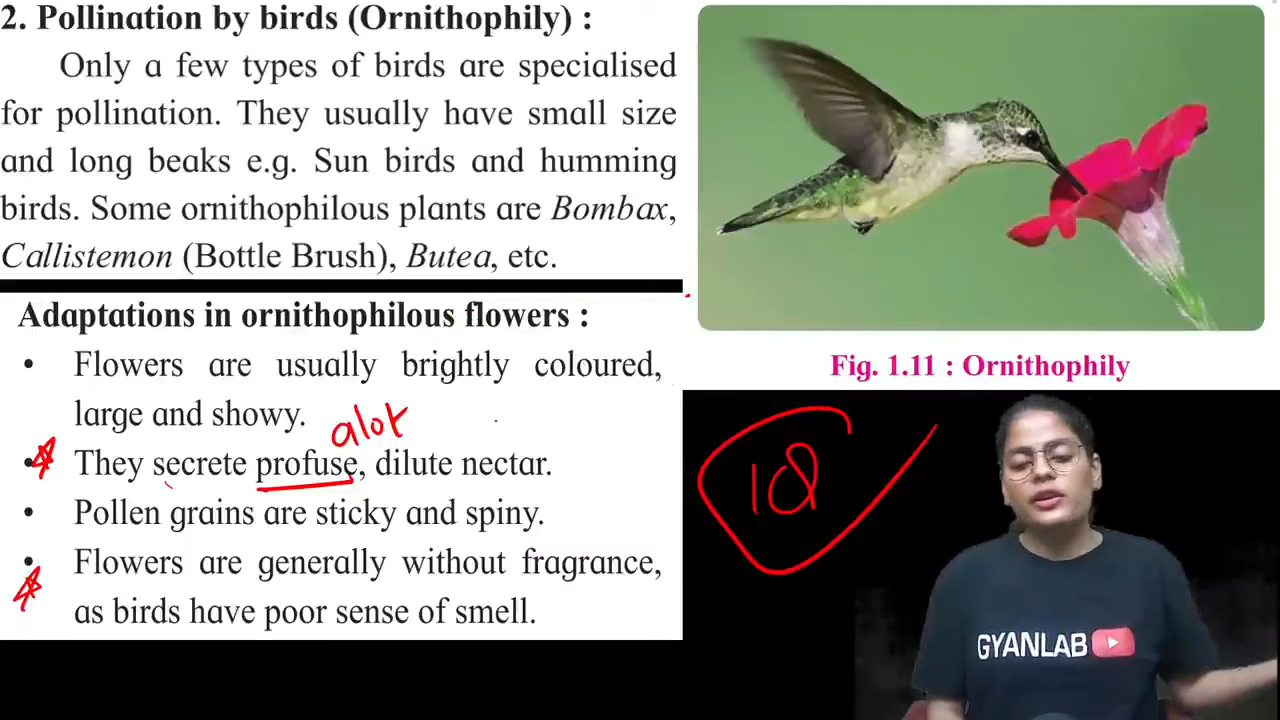 2. Pollination by birds (Ornithophily) :
Only a few types of birds are specialised
for pollination. They usually have small size
and long beaks e.g. Sun birds and humming
birds. Some ornithophilous plants are Bombax,
Callistemon (Bottle Brush), Butea, etc.
Adaptations in ornithophilous flowers :
• Flowers are usually brightly coloured,
large and showy.
alot
• They secrete profuse, dilute nectar.
• Pollen grains are sticky and spiny.
• Flowers are generally without fragrance,
as birds have poor sense of smell.
Fig. 1.11 : Ornithophily
GYANLAB